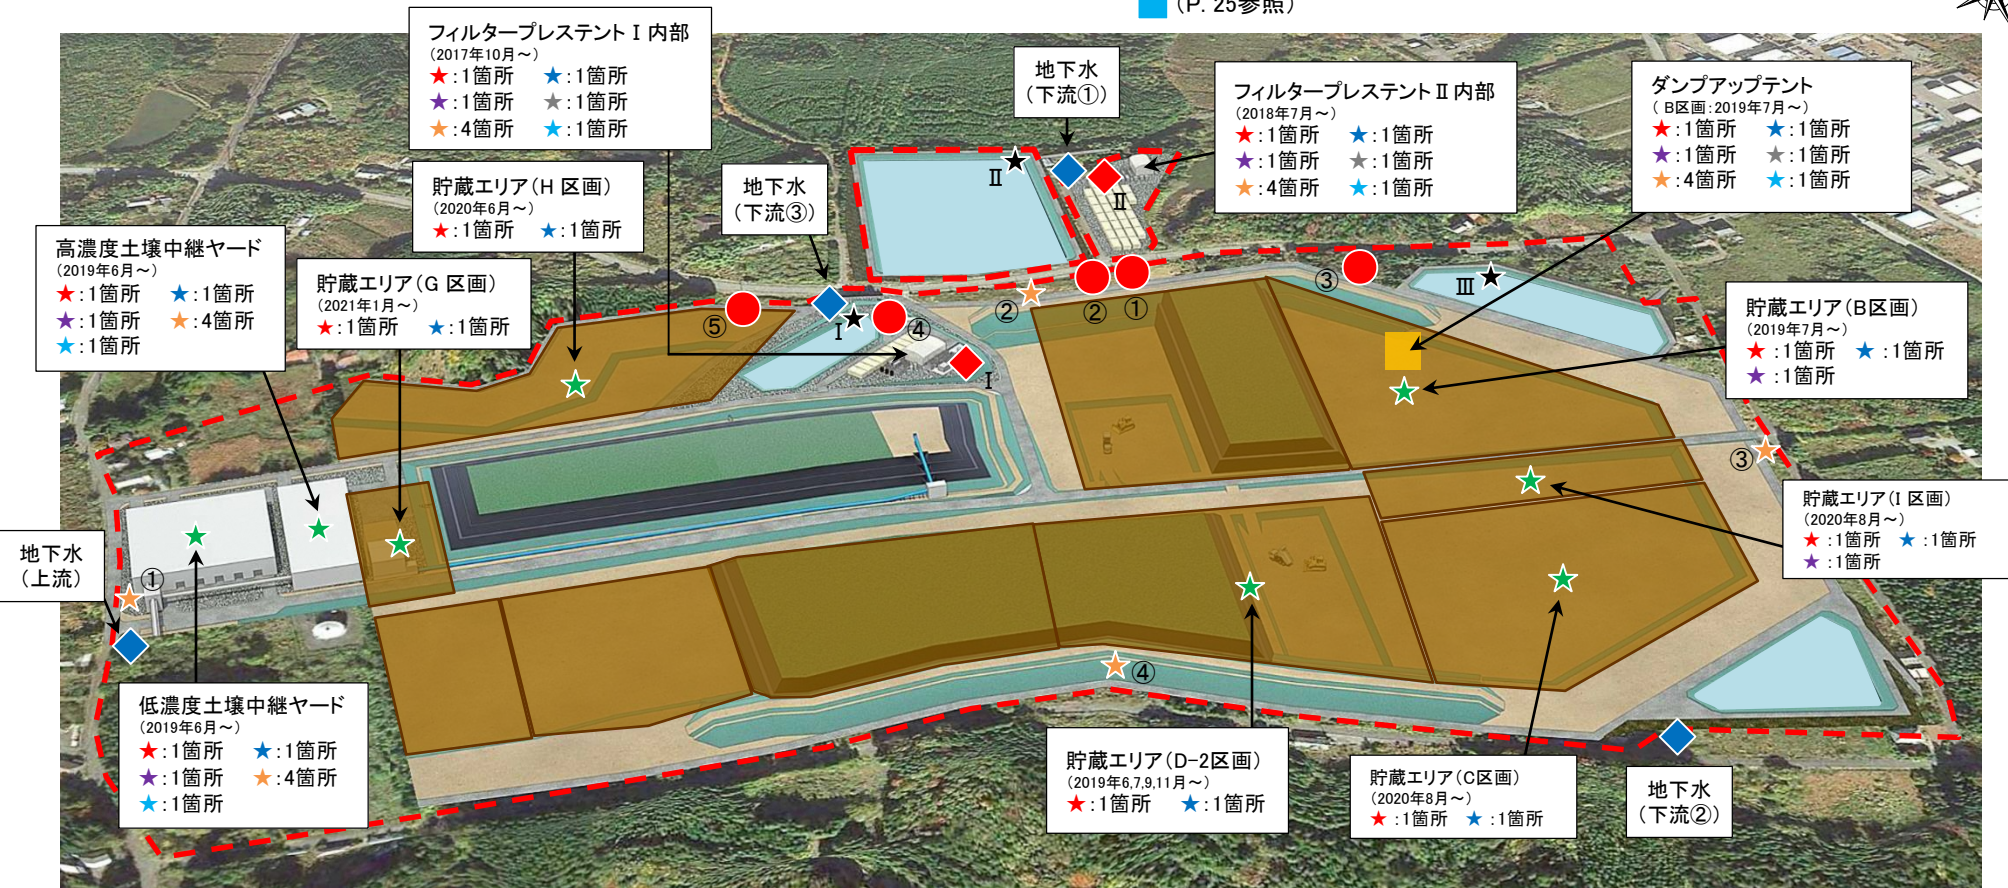 (P. 25参照)
フィルタープレステントⅠ内部
(2017年10月~)
★:1箇所 ★:1箇所
★:1箇所 ★:1箇所
★:4箇所 ★:1箇所
地下水
(下流①)
フィルタープレステントⅡ内部
(2018年7月~)
★:1箇所 ★:1箇所
★:1箇所 ★:1箇所
★:4箇所 ★:1箇所
ダンプアップテント
(B区画:2019年7月~)
★:1箇所 ★:1箇所
★:1箇所 ★:1箇所
★:4箇所 ★:1箇所
貯蔵エリア(H区画)
(2020年6月~)
★:1箇所 ★:1箇所
地下水
(下流③)
Ⅱ
Ⅱ
高濃度土壌中継ヤード
(2019年6月~)
★:1箇所 ★:1箇所
★:1箇所 ★:4箇所
★:1箇所
貯蔵エリア(G区画)
(2021年1月~)
★:1箇所 ★:1箇所
⑤
Ⅰ
④
Ⅰ
②
②
①
③
Ⅲ
貯蔵エリア(B区画)
(2019年7月~)
★:1箇所 ★:1箇所
★:1箇所
③
貯蔵エリア(I区画)
(2020年8月~)
★:1箇所 ★:1箇所
★:1箇所
地下水
(上流)
①
低濃度土壌中継ヤード
(2019年6月~)
★:1箇所 ★:1箇所
★:1箇所 ★:4箇所
★:1箇所
④
貯蔵エリア(D-2区画)
(2019年6,7,9,11月~)
★:1箇所 ★:1箇所
貯蔵エリア(C区画)
(2020年8月~)
★:1箇所 ★:1箇所
地下水
(下流②)